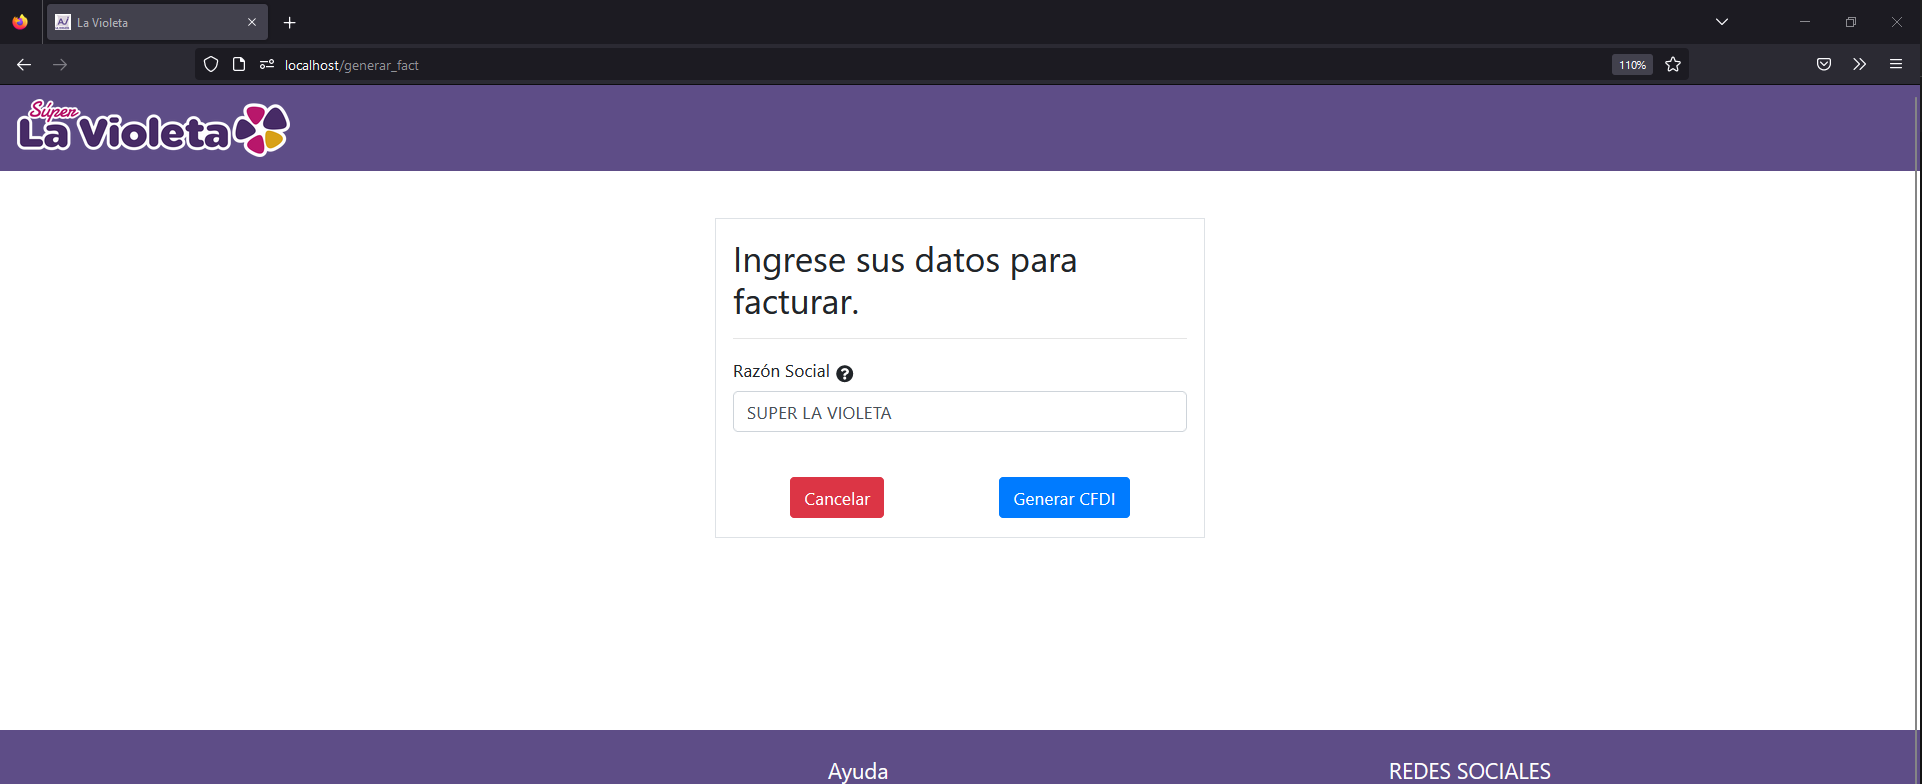 La Violeta
localhost/generar_fact
110%
Súper
La Violeta
Ingrese sus datos para
facturar.
Razón Social
SUPER LA VIOLETA
Cancelar
Generar CFDI
Ayuda
REDES SOCIALES